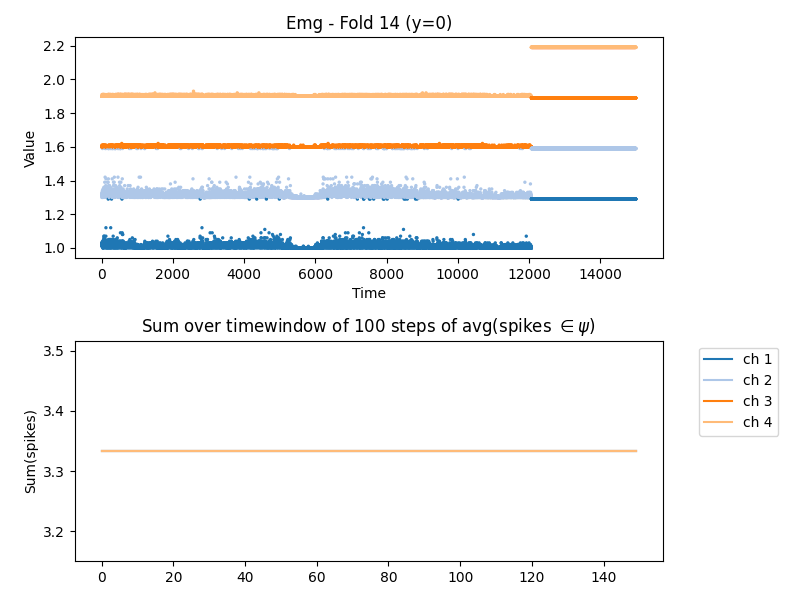 Emg - Fold 14 (y=0)
Value
2.2
2.0
1.8
1.6
1.4
1.2
1.0
0 2000 4000 6000 8000 10000 12000 14000
Time
Sum over timewindow of 100 steps of avg(spikes ∈ ψ)
Sum(spikes)
3.5
3.4
3.3
3.2
0 20 40 60 80 100 120 140
ch 1
ch 2
ch 3
ch 4